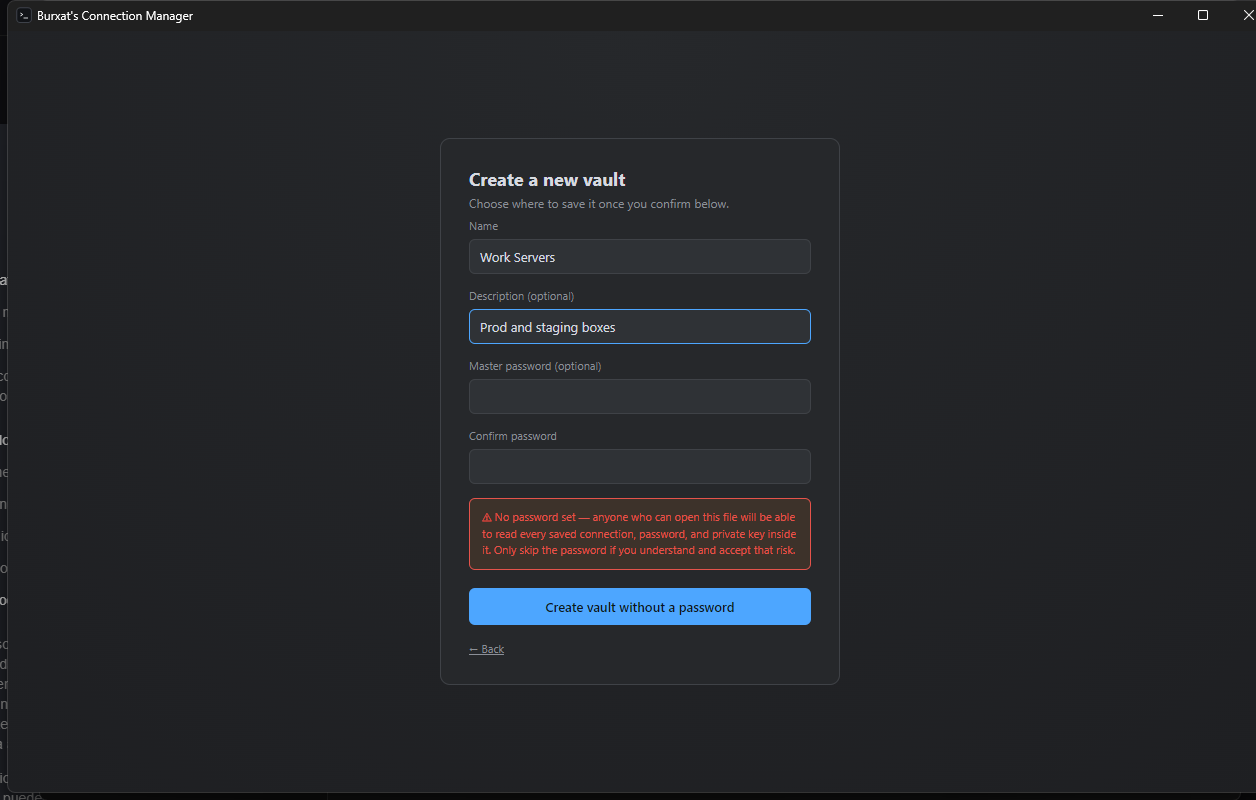 Burxat's Connection Manager
Create a new vault
Choose where to save it once you confirm below.
Name
Work Servers
Description (optional)
Prod and staging boxes
Master password (optional)
Confirm password
⚠ No password set — anyone who can open this file will be able
to read every saved connection, password, and private key inside
it. Only skip the password if you understand and accept that risk.
Create vault without a password
← Back
puede